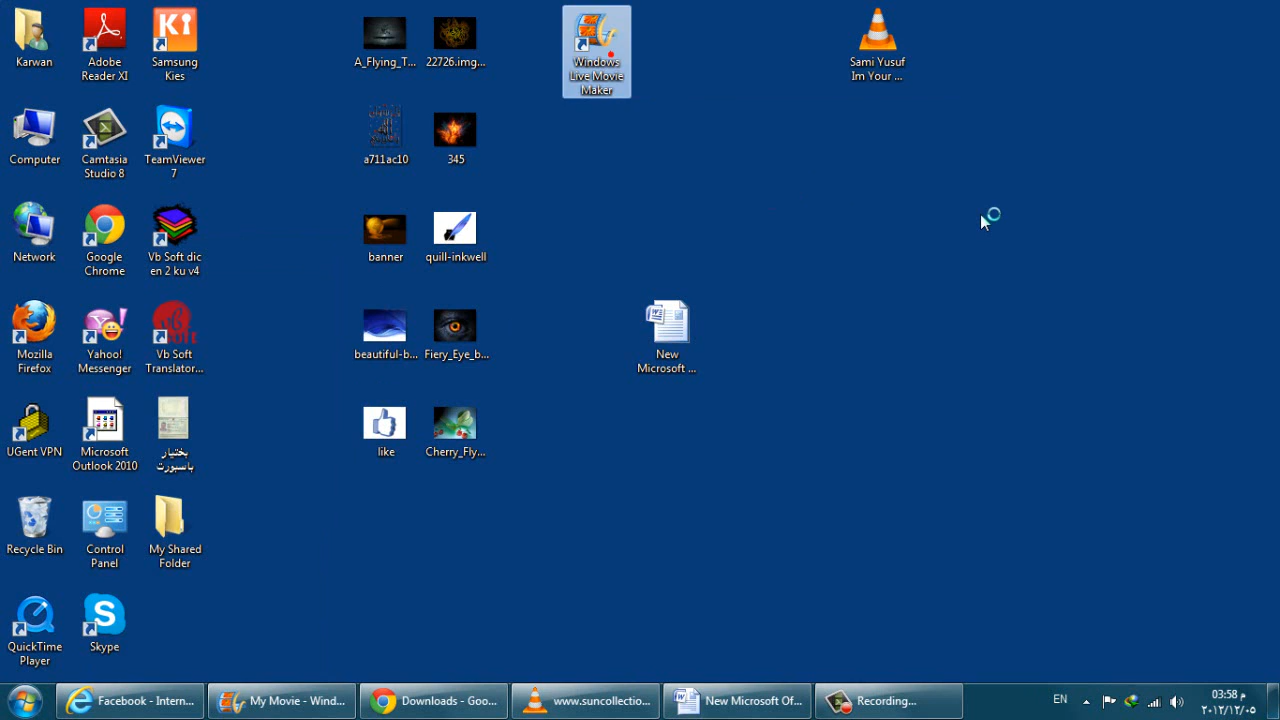 Karwan
Adobe
Reader XI
Samsung
Kies
A_Flying_T...
22726.img...
Windows
Live Movie
Maker
Sami Yusuf
Im Your ...
Computer
Camtasia
Studio 8
TeamViewer
7
a711ac10
345
Network
Google
Chrome
Vb Soft dic
en 2 ku v4
banner
quill-inkwell
Mozilla
Firefox
Yahoo!
Messenger
Vb Soft
Translator...
beautiful-b...
Fiery_Eye_b...
New
Microsoft ...
UGent VPN
Microsoft
Outlook 2010
بختيار
باسبورت
like
Cherry_Fly...
Recycle Bin
Control
Panel
My Shared
Folder
QuickTime
Player
Skype
Facebook - Intern...
My Movie - Wind...
Downloads - Goo...
www.suncollectio...
New Microsoft Of...
Recording...
EN
03:58 م
٢٠١٢/١٢/٠٥